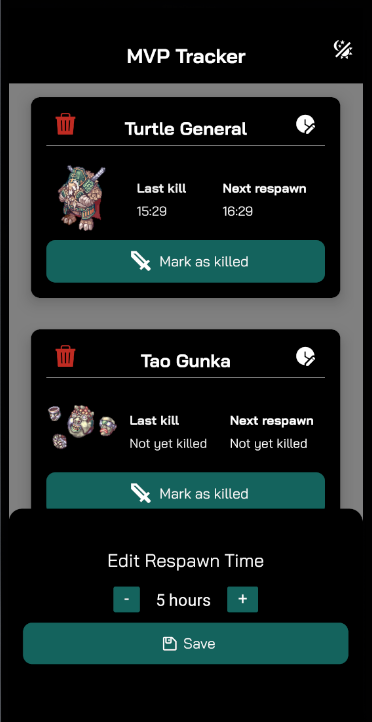 MVP Tracker
Turtle General
Last kill Next respawn
15:29 16:29
Mark as killed
Tao Gunka
Last kill Next respawn
Not yet killed Not yet killed
Mark as killed
Edit Respawn Time
- 5 hours +
Save